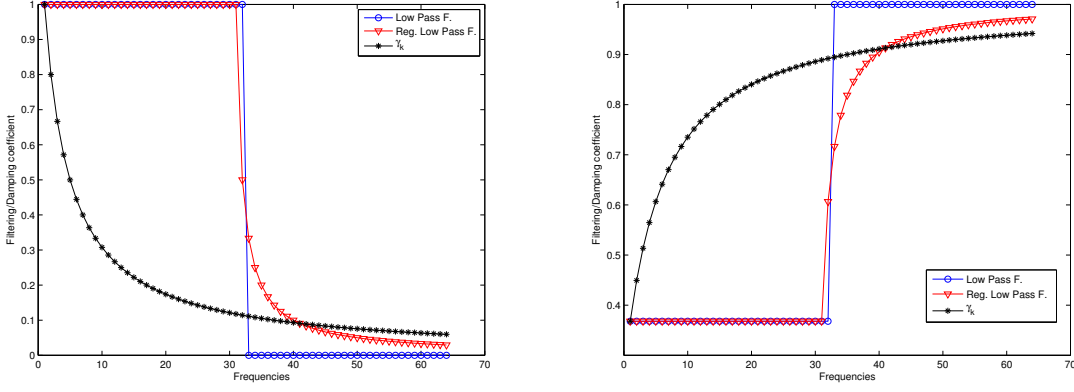 1
0.9
0.8
0.7
0.6
0.5
0.4
0.3
0.2
0.1
0
Filtering/Damping coefficient
0 10 20 30 40 50 60 70
Frequencies
Low Pass F.
Reg. Low Pass F.
γk
1
0.9
0.8
0.7
0.6
0.5
0.4
Filtering/Damping coefficient
0 10 20 30 40 50 60 70
Frequencies
Low Pass F.
Reg. Low Pass F.
γk